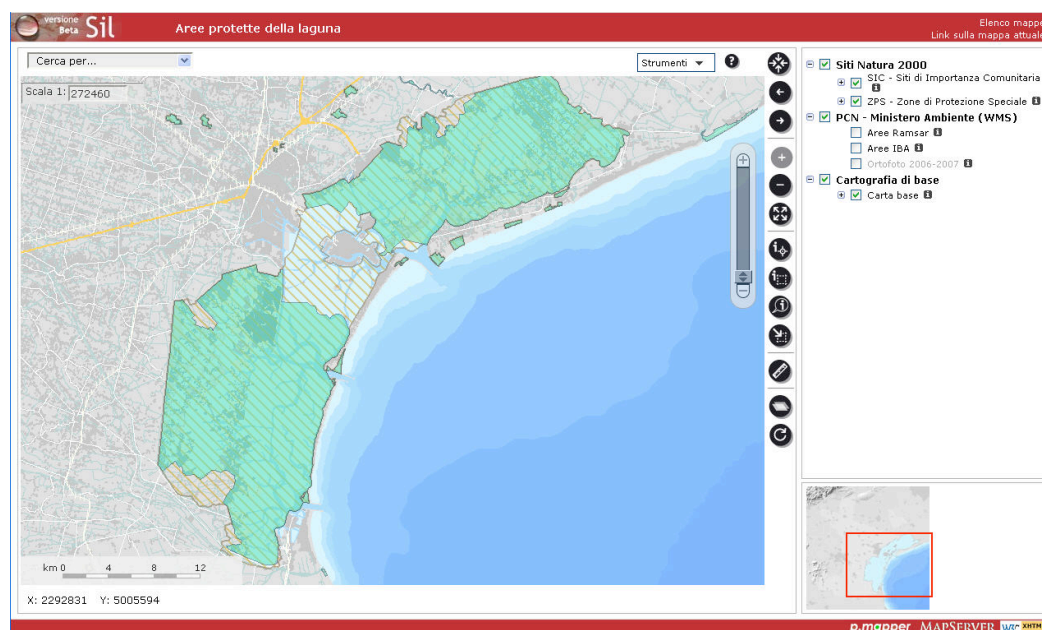 versione
Beta Sil
Aree protette della laguna
Elenco mappe
Link sulla mappa attuale
Cerca per...
Strumenti
?
Scala 1: 272460
Siti Natura 2000
SIC - Siti di Importanza Comunitaria
ZPS - Zone di Protezione Speciale
PCN - Ministero Ambiente (WMS)
Aree Ramsar
Aree IBA
Ortofoto 2006-2007
Cartografia di base
Carta base
km 0 4 8 12
X: 2292831 Y: 5005594
p.mapper MAPSERVER W3C XHTM